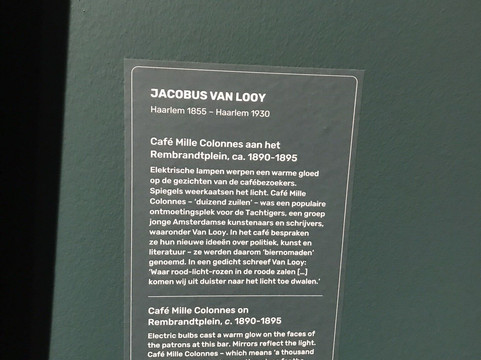 JACOBUS VAN LOOY
Haarlem 1855 – Haarlem 1930
Café Mille Colonnes aan het
Rembrandtplein, ca. 1890-1895
Elektrische lampen werpen een warme gloed
op de gezichten van de cafébezoekers.
Spiegels weerkaatsen het licht. Café Mille
Colonnes – 'duizend zuilen' – was een populaire
ontmoetingsplek voor de Tachtigers, een groep
jonge Amsterdamse kunstenaars en schrijvers,
waaronder Van Looy. In het café bespraken
ze hun nieuwe ideeën over politiek, kunst en
literatuur – ze werden daarom 'biernomaden'
genoemd. In een gedicht schreef Van Looy:
'Waar rood-licht-rozen in de roode zalen [...]
komen wij uit duister naar het licht toe dwalen.'
Café Mille Colonnes on
Rembrandtplein, c. 1890-1895
Electric bulbs cast a warm glow on the faces of
the patrons at this bar. Mirrors reflect the light.
Café Mille Colonnes – which means 'a thousand